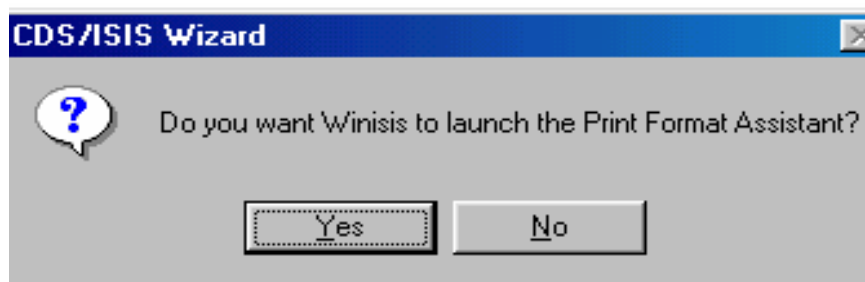 CDS/ISIS Wizard
Do you want Winisis to launch the Print Format Assistant?
Yes
No